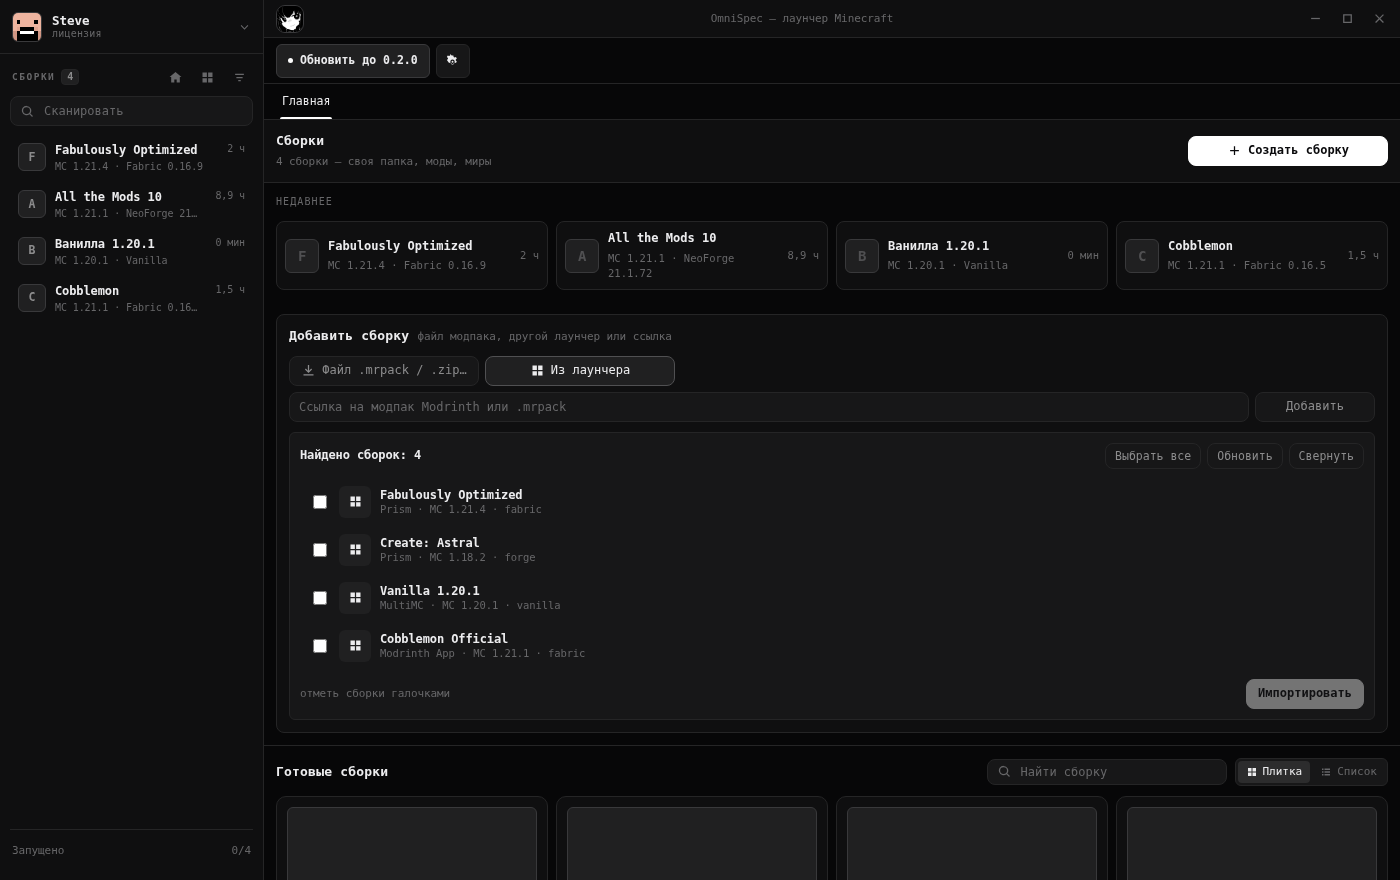 Steve
лицензия
OmniSpec — лаунчер Minecraft
Обновить до 0.2.0
СБОРКИ 4
Сканировать
F Fabulously Optimized 2 ч
MC 1.21.4 · Fabric 0.16.9
A All the Mods 10 8,9 ч
MC 1.21.1 · NeoForge 21…
B Ванилла 1.20.1 0 мин
MC 1.20.1 · Vanilla
C Cobblemon 1,5 ч
MC 1.21.1 · Fabric 0.16…
Запущено 0/4
Главная
Сборки
4 сборки — своя папка, моды, миры
+ Создать сборку
НЕДАВНЕЕ
F Fabulously Optimized
MC 1.21.4 · Fabric 0.16.9
2 ч
A All the Mods 10
MC 1.21.1 · NeoForge
21.1.72
8,9 ч
B Ванилла 1.20.1
MC 1.20.1 · Vanilla
0 мин
C Cobblemon
MC 1.21.1 · Fabric 0.16.5
1,5 ч
Добавить сборку файл модпака, другой лаунчер или ссылка
Файл .mrpack / .zip… Из лаунчера
Ссылка на модпак Modrinth или .mrpack Добавить
Найдено сборок: 4 Выбрать все Обновить Свернуть
Fabulously Optimized
Prism · MC 1.21.4 · fabric
Create: Astral
Prism · MC 1.18.2 · forge
Vanilla 1.20.1
MultiMC · MC 1.20.1 · vanilla
Cobblemon Official
Modrinth App · MC 1.21.1 · fabric
отметь сборки галочками Импортировать
Готовые сборки Найти сборку Плитка Список